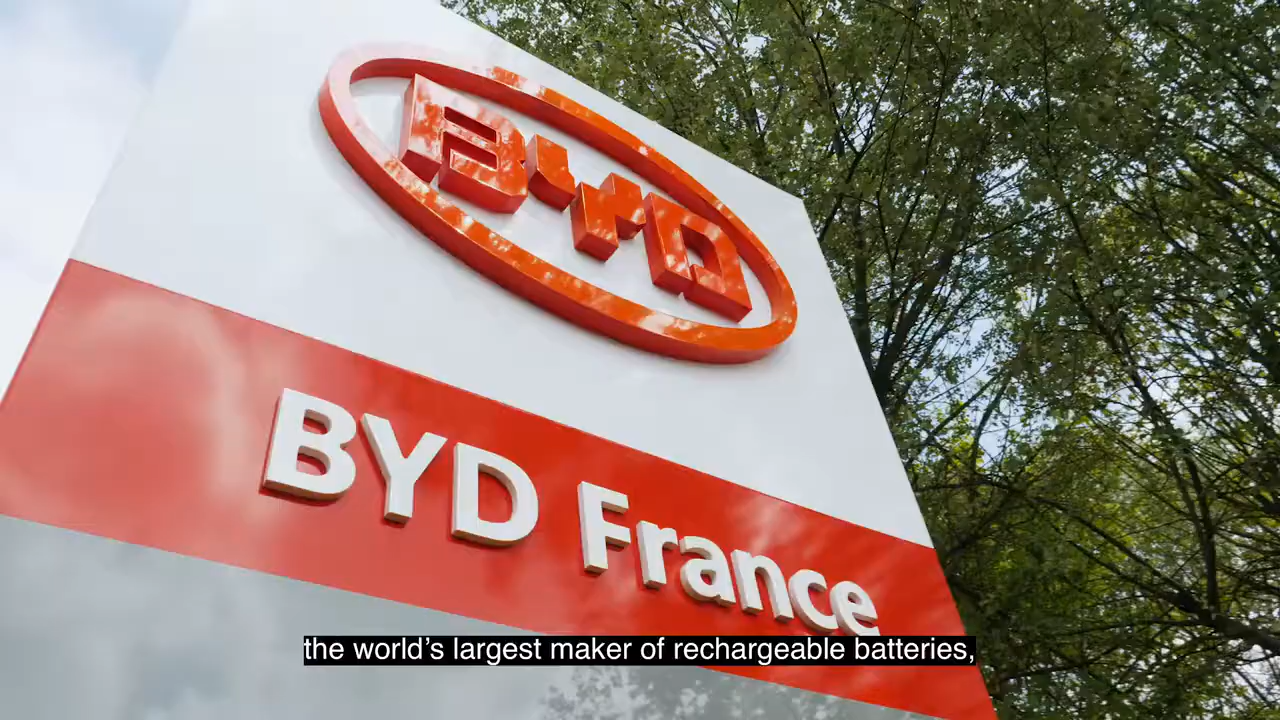 BYD
BYD France
the world’s largest maker of rechargeable batteries,